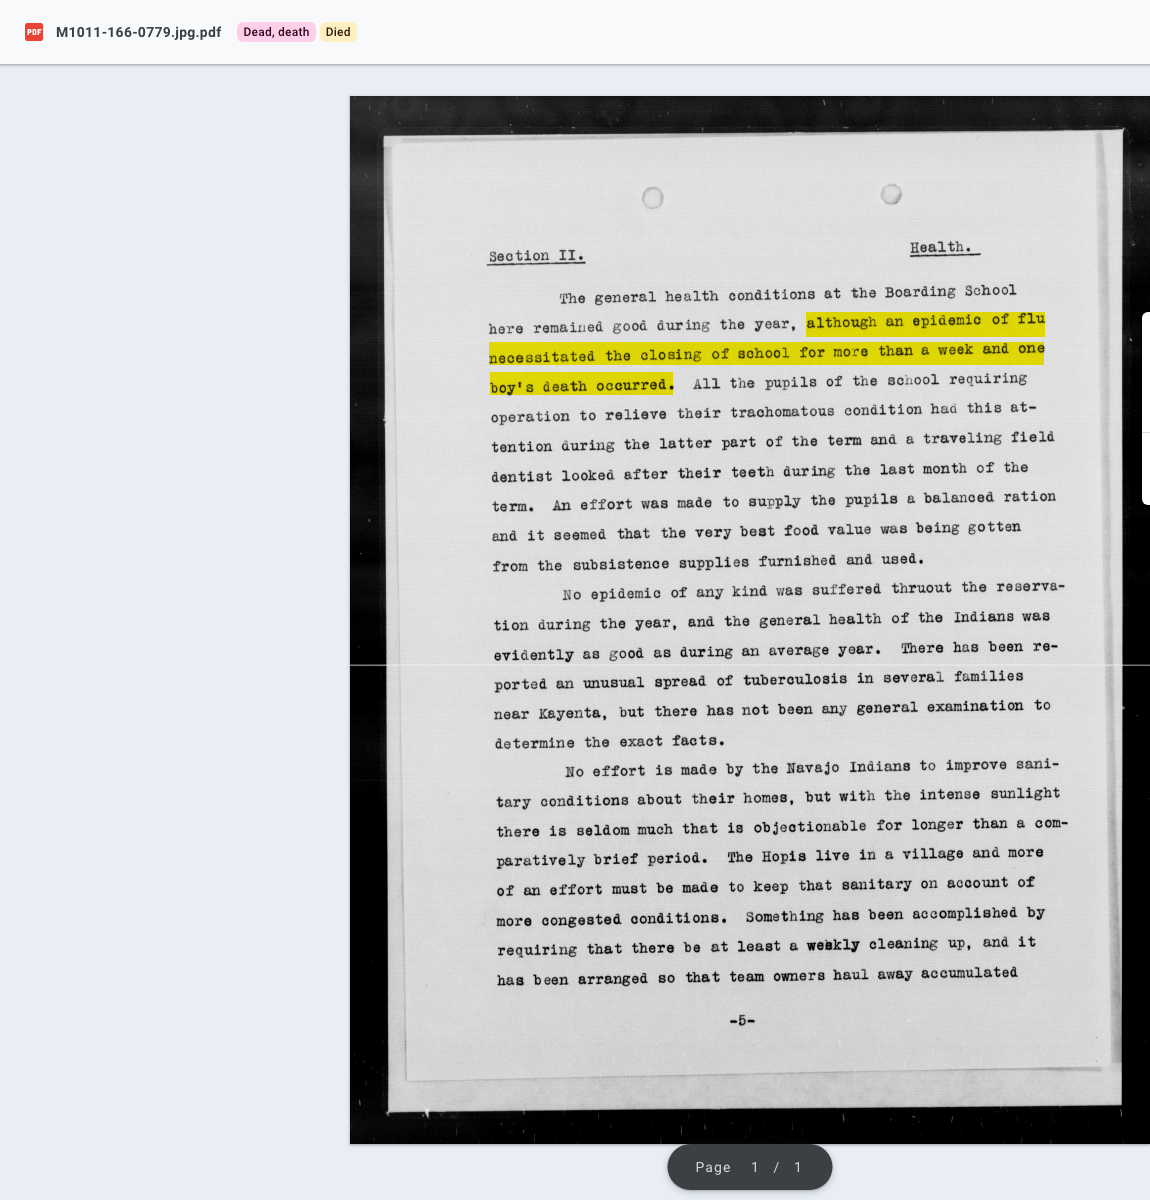 PDF M1011-166-0779.jpg.pdf Dead, death Died
Section II. Health.
The general health conditions at the Boarding School
here remained good during the year, although an epidemic of flu
necessitated the closing of school for more than a week and one
boy's death occurred. All the pupils of the school requiring
operation to relieve their trachomatous condition had this at-
tention during the latter part of the term and a traveling field
dentist looked after their teeth during the last month of the
term. An effort was made to supply the pupils a balanced ration
and it seemed that the very best food value was being gotten
from the subsistence supplies furnished and used.
No epidemic of any kind was suffered thruout the reserva-
tion during the year, and the general health of the Indians was
evidently as good as during an average year. There has been re-
ported an unusual spread of tuberculosis in several families
near Kayenta, but there has not been any general examination to
determine the exact facts.
No effort is made by the Navajo Indians to improve sani-
tary conditions about their homes, but with the intense sunlight
there is seldom much that is objectionable for longer than a com-
paratively brief period. The Hopis live in a village and more
of an effort must be made to keep that sanitary on account of
more congested conditions. Something has been accomplished by
requiring that there be at least a weekly cleaning up, and it
has been arranged so that team owners haul away accumulated
-5-
Page 1 / 1